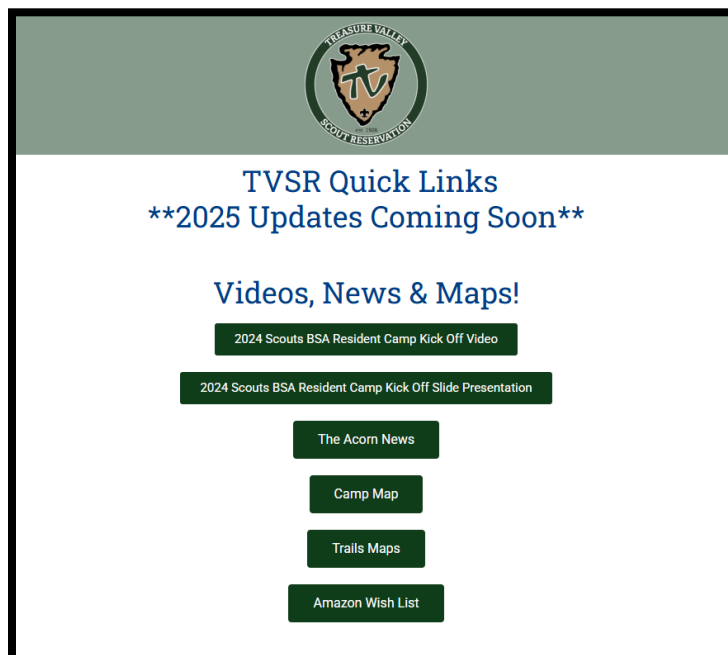 TREASURE VALLEY
TV
est 1926
SCOUT RESERVATION
TVSR Quick Links
**2025 Updates Coming Soon**
Videos, News & Maps!
2024 Scouts BSA Resident Camp Kick Off Video
2024 Scouts BSA Resident Camp Kick Off Slide Presentation
The Acorn News
Camp Map
Trails Maps
Amazon Wish List